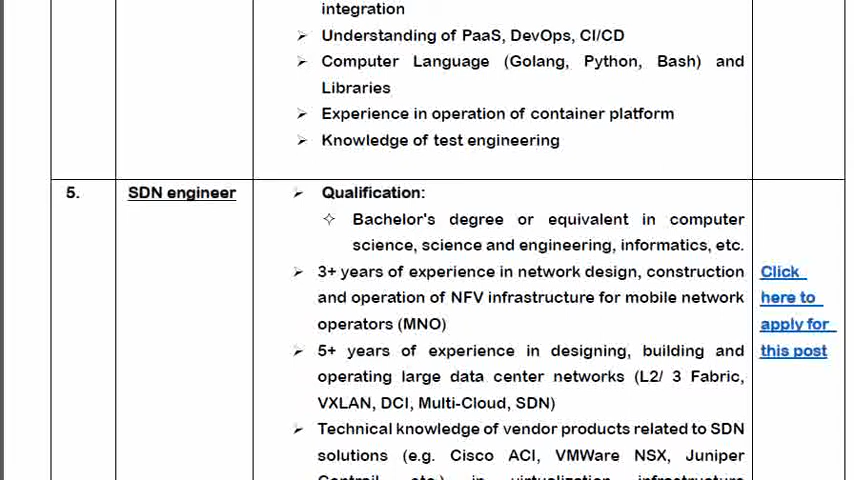 integration
➢ Understanding of PaaS, DevOps, CI/CD
➢ Computer Language (Golang, Python, Bash) and
Libraries
➢ Experience in operation of container platform
➢ Knowledge of test engineering
5.
SDN engineer
➢ Qualification:
✧ Bachelor's degree or equivalent in computer
science, science and engineering, informatics, etc.
➢ 3+ years of experience in network design, construction
and operation of NFV infrastructure for mobile network
operators (MNO)
➢ 5+ years of experience in designing, building and
operating large data center networks (L2/ 3 Fabric,
VXLAN, DCI, Multi-Cloud, SDN)
➢ Technical knowledge of vendor products related to SDN
solutions (e.g. Cisco ACI, VMWare NSX, Juniper
Contrail, etc.) in virtualization infrastructure
Click
here to
apply for
this post